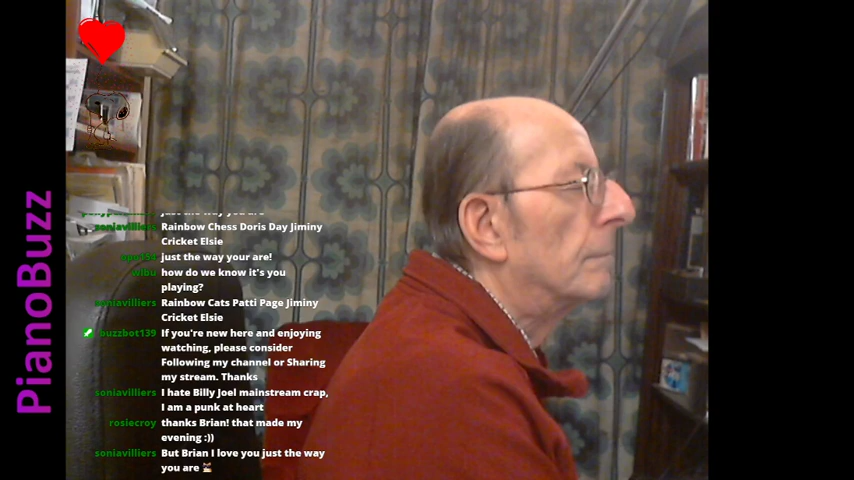 PianoBuzz
just the way you are
soniavilliers Rainbow Chess Doris Day Jiminy
Cricket Elsie
just the way your are!
wibu how do we know it's you
playing?
soniavilliers Rainbow Cats Patti Page Jiminy
Cricket Elsie
buzzbot139 If you're new here and enjoying
watching, please consider
Following my channel or Sharing
my stream. Thanks
soniavilliers I hate Billy Joel mainstream crap,
I am a punk at heart
rosiecroy thanks Brian! that made my
evening :))
soniavilliers But Brian I love you just the way
you are